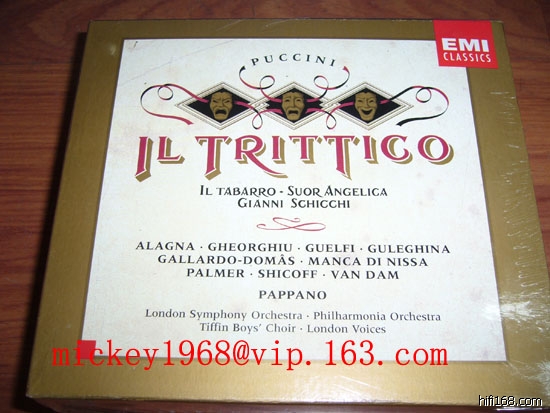 PUCCINI
EMI
CLASSICS
IL TRITTICO
IL TABARRO - SUOR ANGELICA
GIANNI SCHICCHI
ALAGNA · GHEORGHIU · GUELFI · GULEGHINA
GALLARDO-DOMÂS · MANCA DI NISSA
PALMER · SHICOFF · VAN DAM
PAPPANO
London Symphony Orchestra · Philharmonia Orchestra
Tiffin Boys' Choir · London Voices
mickey1968@vip.163.com
hifi168.com